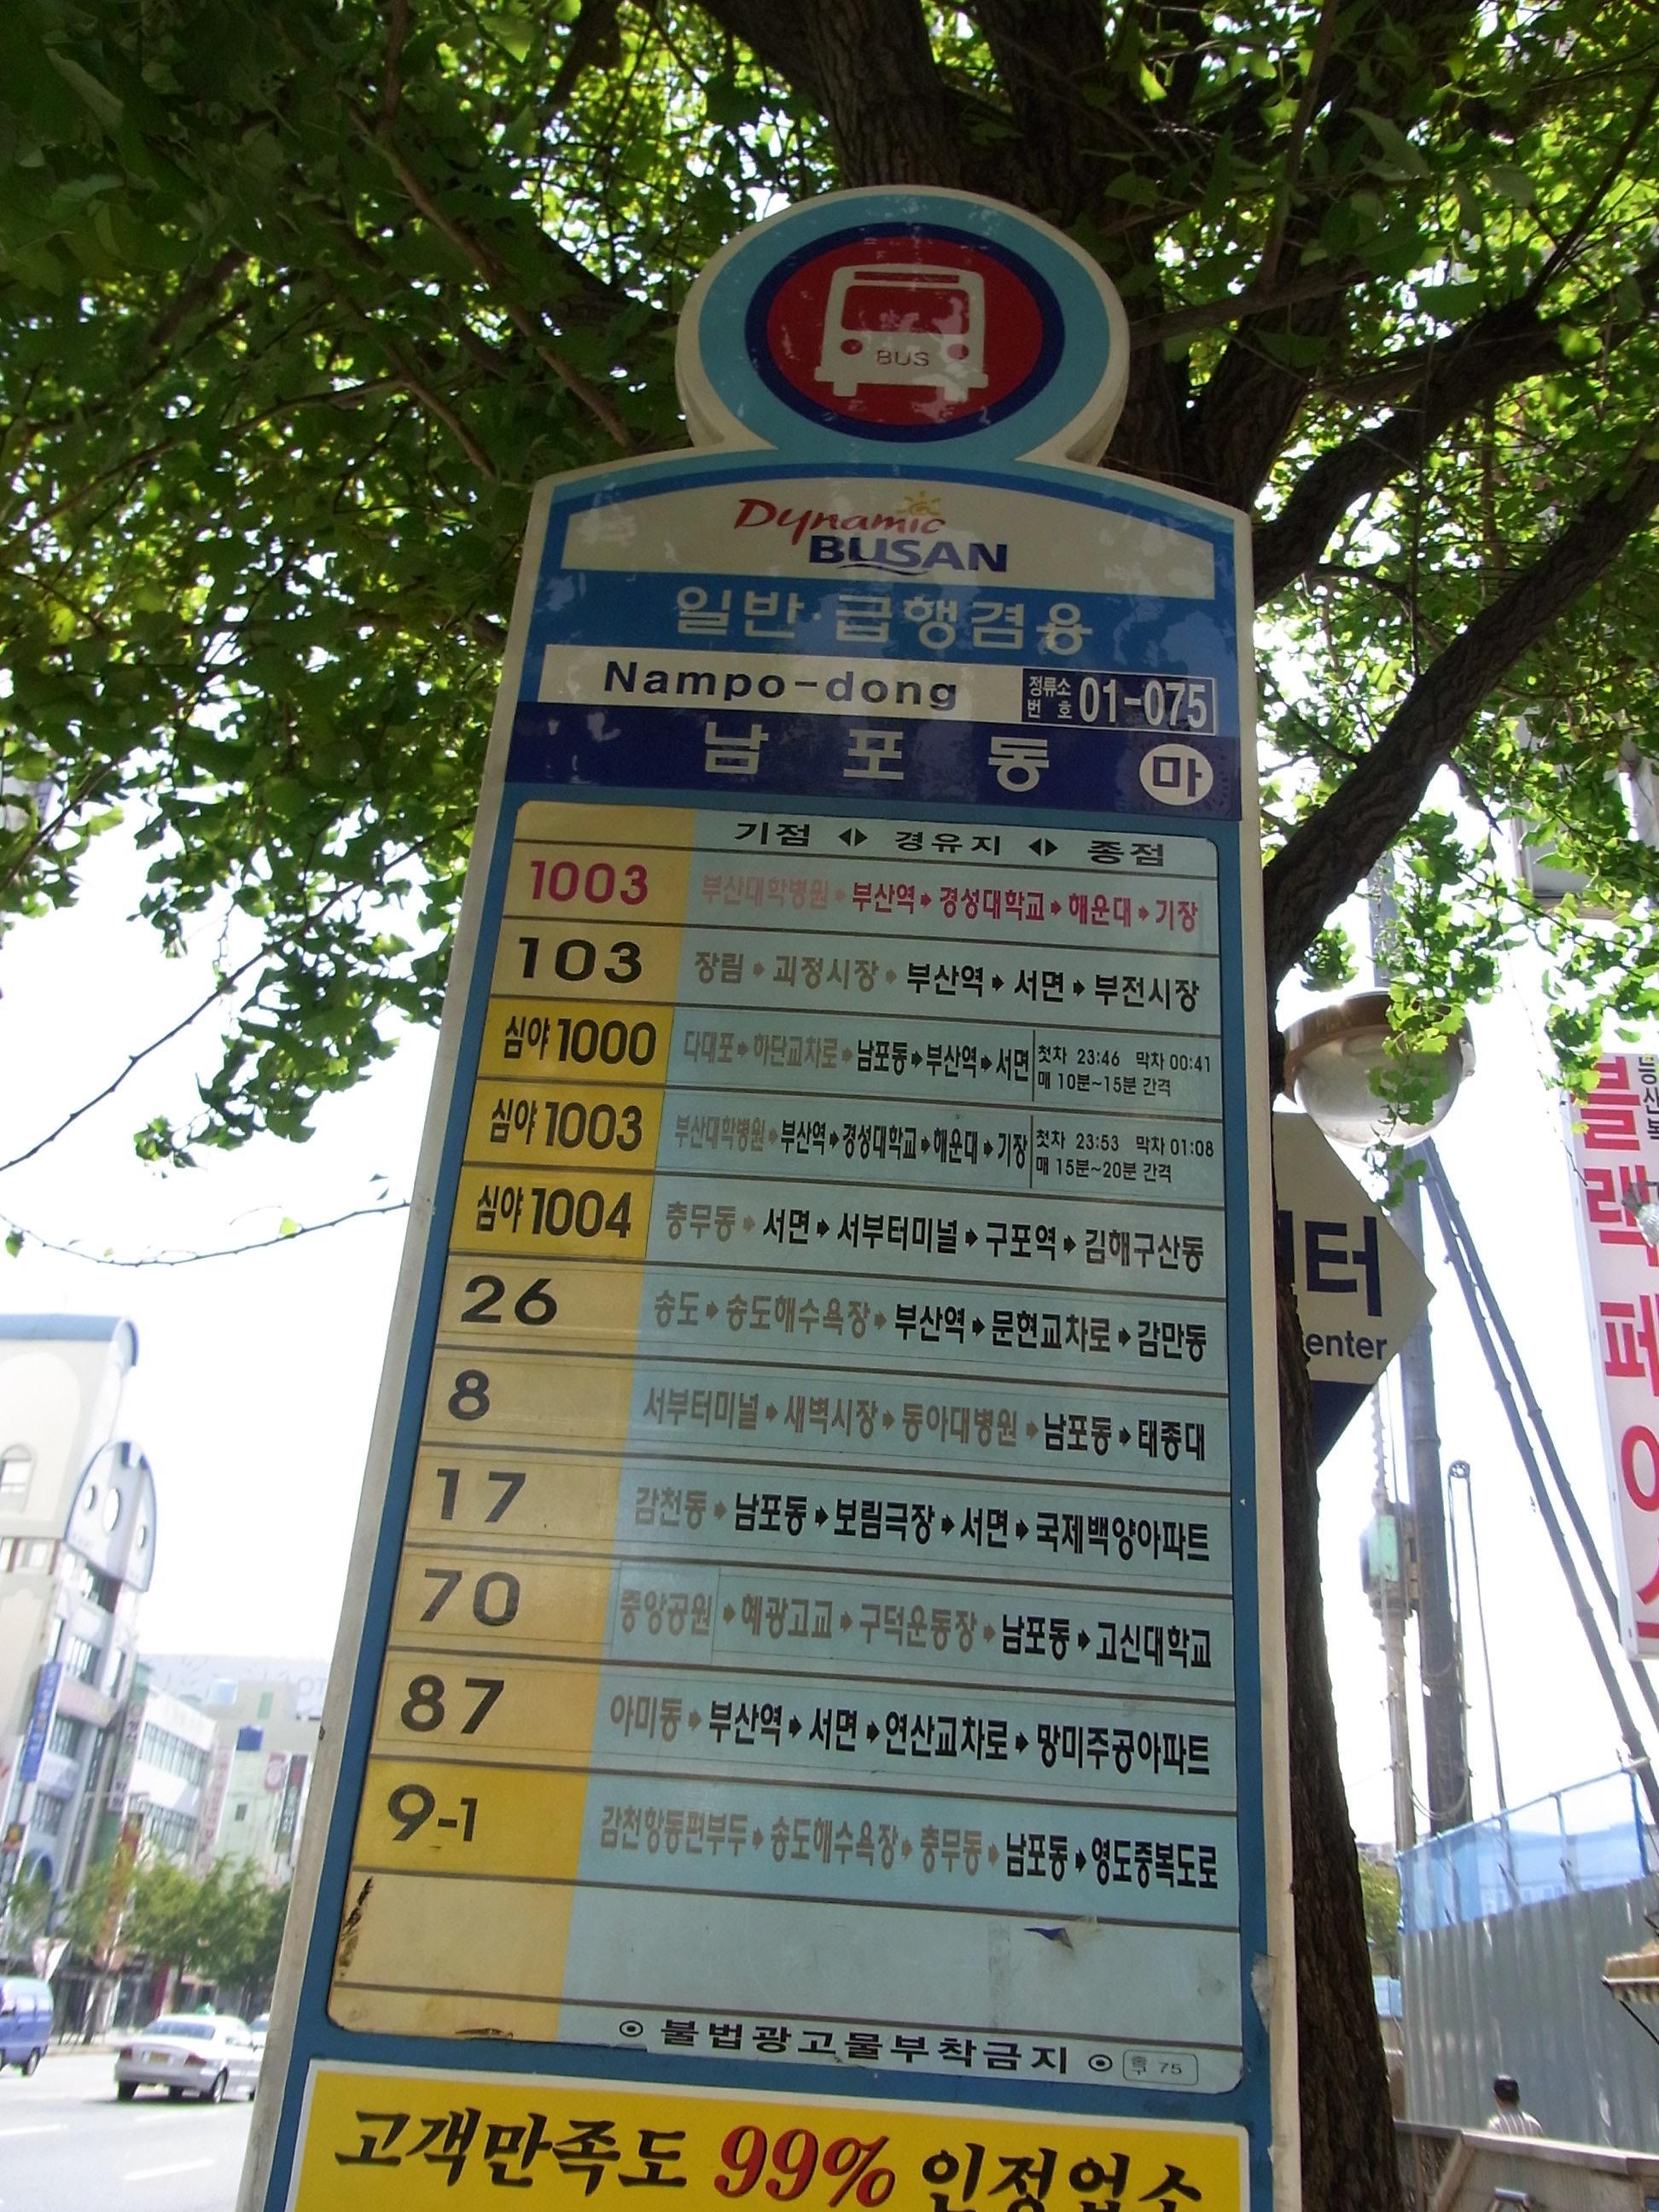 BUS
Dynamic
BUSAN
일반·급행겸용
Nampo-dong 정류소 번호 01-075
남포동 마
기점 ◂▸ 경유지 ◂▸ 종점
1003 부산대학병원➧부산역➧경성대학교➧해운대➧기장
103 장림➧괴정시장➧부산역➧서면➧부전시장
심야 1000 다대포➧하단교차로➧남포동➧부산역➧서면 첫차 23:46 막차 00:41
매 10분~15분 간격
심야 1003 부산대학병원➧부산역➧경성대학교➧해운대➧기장 첫차 23:53 막차 01:08
매 15분~20분 간격
심야 1004 충무동➧서면➧서부터미널➧구포역➧김해구산동
26 송도➧송도해수욕장➧부산역➧문현교차로➧감만동
8 서부터미널➧새벽시장➧동아대병원➧남포동➧태종대
17 감천동➧남포동➧보림극장➧서면➧국제백양아파트
70 중앙공원➧혜광고교➧구덕운동장➧남포동➧고신대학교
87 아미동➧부산역➧서면➧연산교차로➧망미주공아파트
9-1 감천항동편부두➧송도해수욕장➧충무동➧남포동➧영도중복도로
⊙ 불법광고물부착금지 ⊙ 75
고객만족도 99% 인정업소
터
enter
등산복
블랙페이스